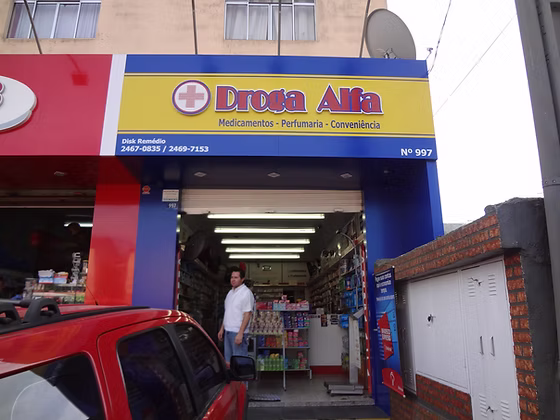 Droga Alfa
Medicamentos - Perfumaria - Conveniência
Disk Remédio
2467-0835 / 2469-7153
Nº 997